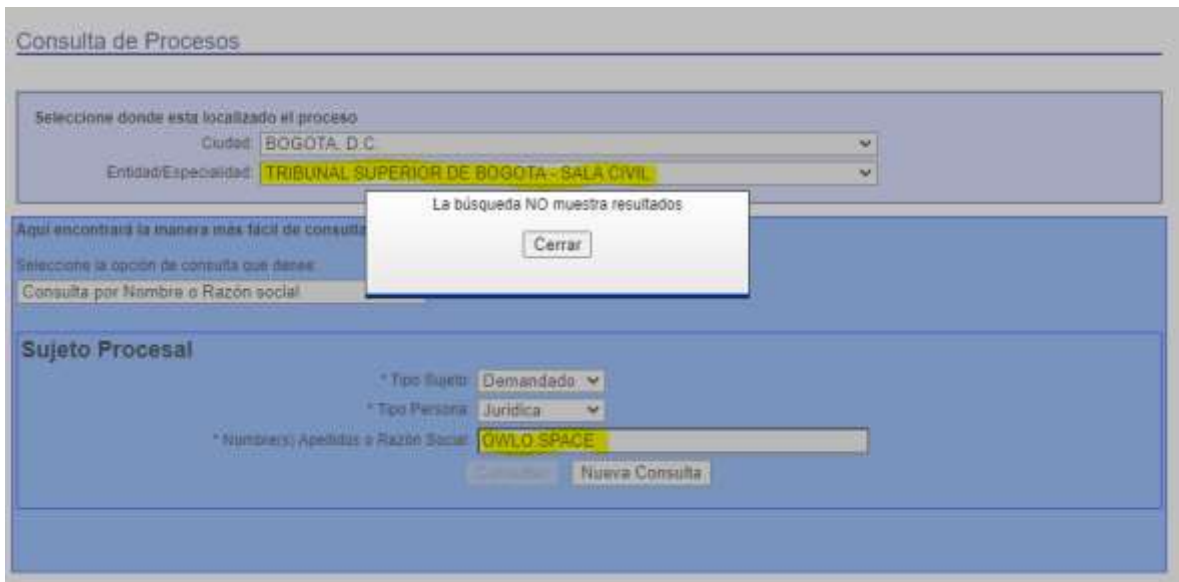 Consulta de Procesos
Seleccione donde esta localizado el proceso
Ciudad: BOGOTA, D.C.
Entidad/Especialidad: TRIBUNAL SUPERIOR DE BOGOTA - SALA CIVIL
La búsqueda NO muestra resultados
Cerrar
Aquí encontrará la manera más fácil de consulta
Seleccione la opción de consulta que desee:
Consulta por Nombre o Razón social
Sujeto Procesal
* Tipo Sujeto: Demandado
* Tipo Persona: Juridica
* Nombre(s) Apellidos o Razón Social: OWLO SPACE
Consultar Nueva Consulta